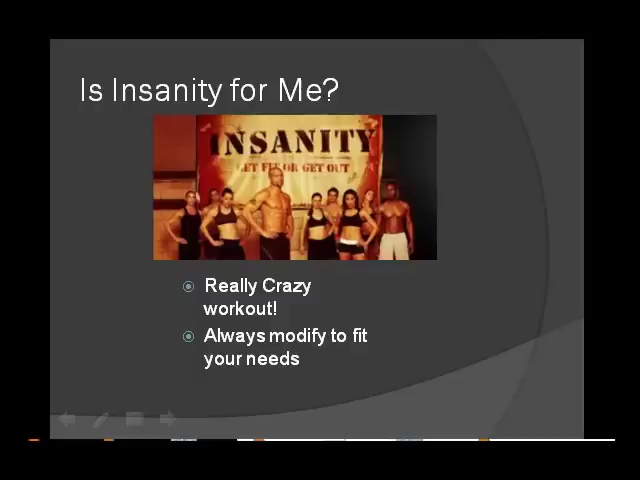 Is Insanity for Me?
INSANITY
GET FIT OR GET OUT
Really Crazy
workout!
Always modify to fit
your needs